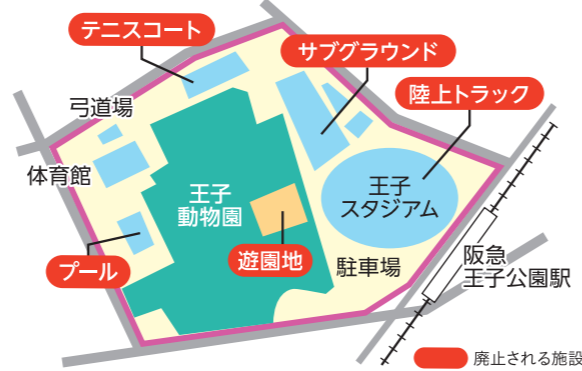 テニスコート
サブグラウンド
陸上トラック
弓道場
体育館
王子
動物園
王子
スタジアム
プール
遊園地
駐車場
阪急
王子公園駅
廃止される施設